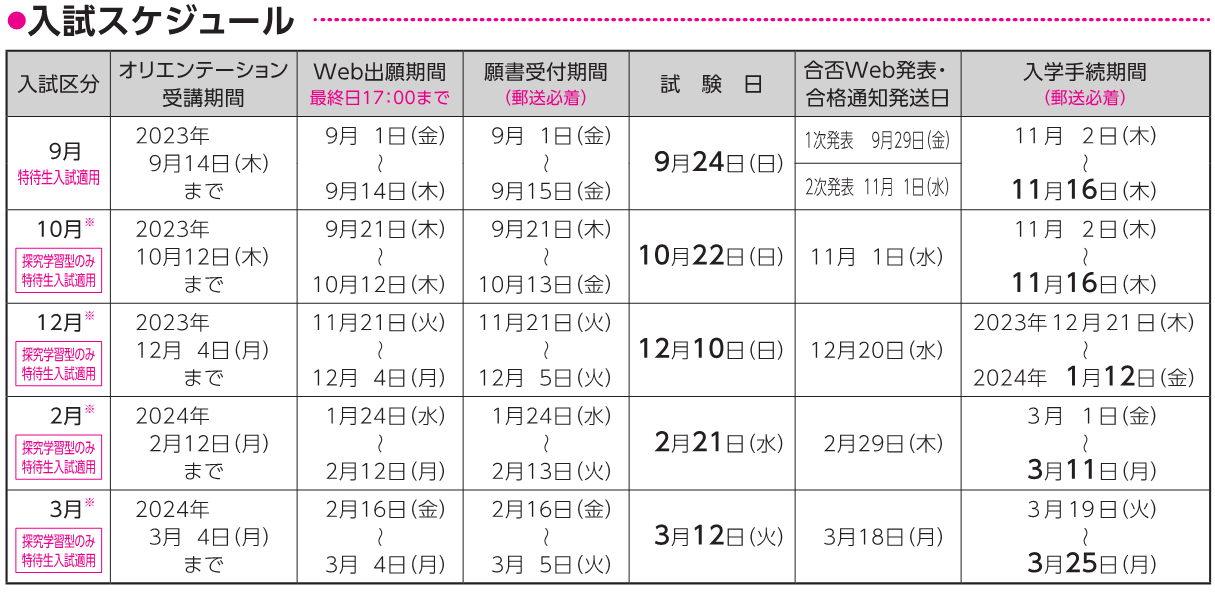 ●入試スケジュール
入試区分
オリエンテーション
受講期間
Web出願期間
最終日17:00まで
願書受付期間
(郵送必着)
試 験 日
合否Web発表・
合格通知発送日
入学手続期間
(郵送必着)
9月
特待生入試適用
2023年
9月14日(木)
まで
9月 1日(金)
~
9月14日(木)
9月 1日(金)
~
9月15日(金)
9月24日(日)
1次発表 9月29日(金)
2次発表 11月 1日(水)
11月 2日(木)
~
11月16日(木)
10月※
探究学習型のみ
特待生入試適用
2023年
10月12日(木)
まで
9月21日(木)
~
10月12日(木)
9月21日(木)
~
10月13日(金)
10月22日(日)
11月 1日(水)
11月 2日(木)
~
11月16日(木)
12月※
探究学習型のみ
特待生入試適用
2023年
12月 4日(月)
まで
11月21日(火)
~
12月 4日(月)
11月21日(火)
~
12月 5日(火)
12月10日(日)
12月20日(水)
2023年12月21日(木)
~
2024年 1月12日(金)
2月※
探究学習型のみ
特待生入試適用
2024年
2月12日(月)
まで
1月24日(水)
~
2月12日(月)
1月24日(水)
~
2月13日(火)
2月21日(水)
2月29日(木)
3月 1日(金)
~
3月11日(月)
3月※
探究学習型のみ
特待生入試適用
2024年
3月 4日(月)
まで
2月16日(金)
~
3月 4日(月)
2月16日(金)
~
3月 5日(火)
3月12日(火)
3月18日(月)
3月19日(火)
~
3月25日(月)